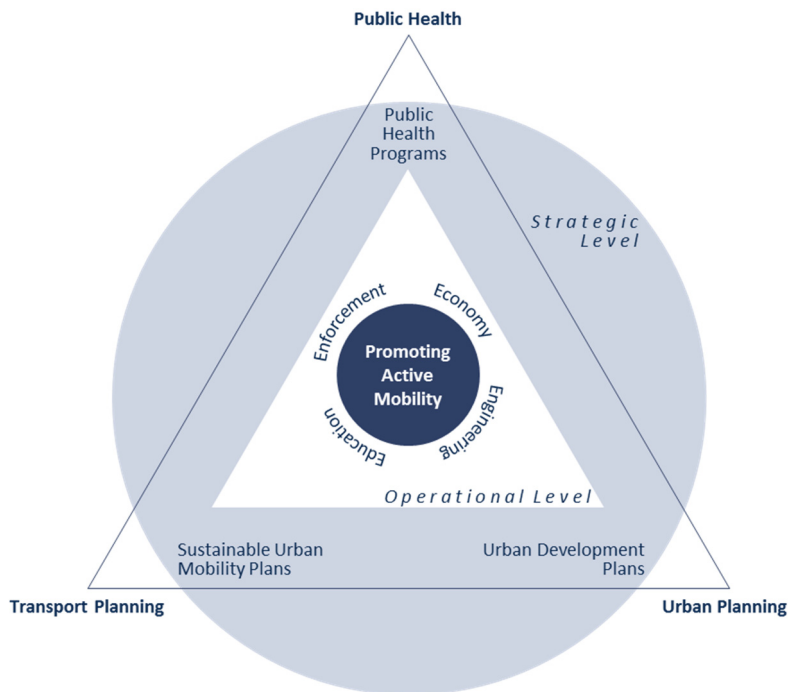 Public Health
Public
Health
Programs
Strategic
Level
Enforcement
Economy
Promoting
Active
Mobility
Education
Engineering
Operational Level
Sustainable Urban
Mobility Plans
Urban Development
Plans
Transport Planning
Urban Planning